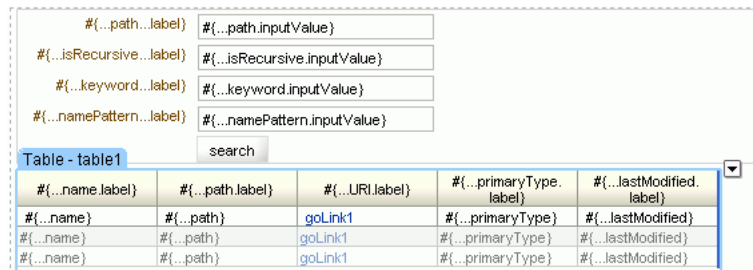 #{...path...label} #{...path.inputValue}
#{...isRecursive...label} #{...isRecursive.inputValue}
#{...keyword...label} #{...keyword.inputValue}
#{...namePattern...label} #{...namePattern.inputValue}
search
Table - table1
#{...name.label} #{...path.label} #{...URI.label} #{...primaryType. #{...lastModified.
label} label}
#{...name} #{...path} goLink1 #{...primaryType} #{...lastModified}
#{...name} #{...path} goLink1 #{...primaryType} #{...lastModified}
#{...name} #{...path} goLink1 #{...primaryType} #{...lastModified}